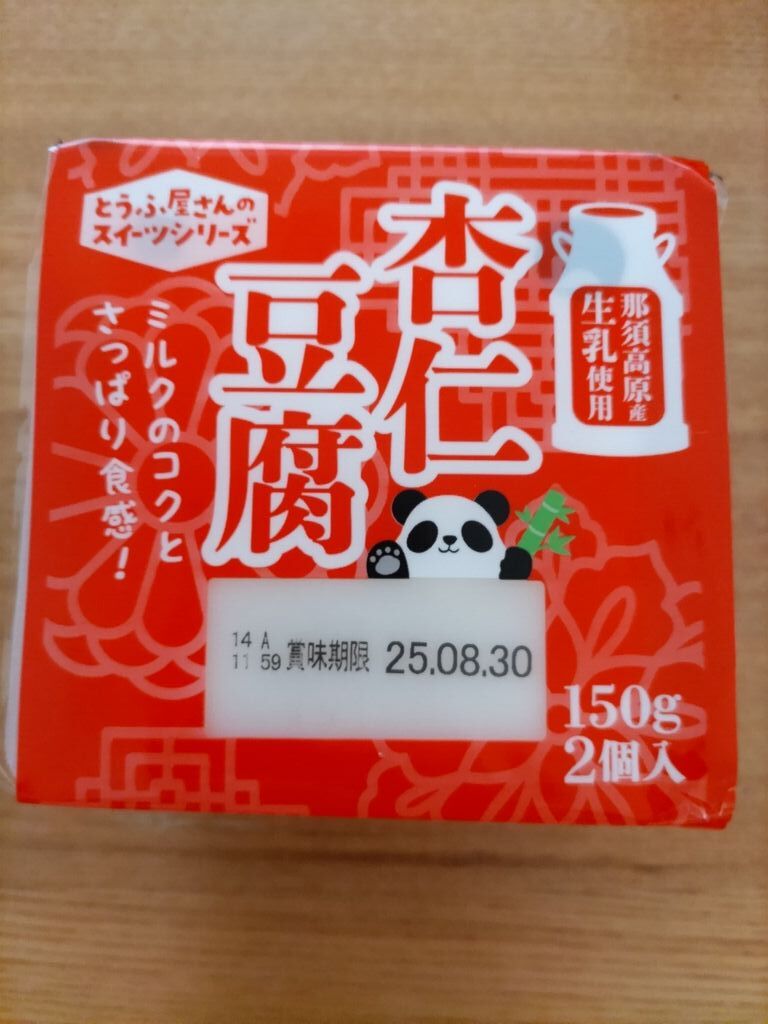 とうふ屋さんの
スイーツシリーズ
杏仁
豆腐
那須高原産
生乳使用
ミルクのコクと
さっぱり食感!
14 A
11 59
賞味期限 25.08.30
150g
2個入